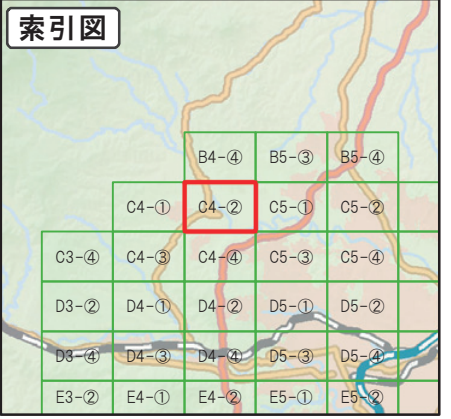 索引図
B4-④ B5-③ B5-④
C4-① C4-② C5-① C5-②
C3-④ C4-③ C4-④ C5-③ C5-④
D3-② D4-① D4-② D5-① D5-②
D3-④ D4-③ D4-④ D5-③ D5-④
E3-② E4-① E4-② E5-① E5-②